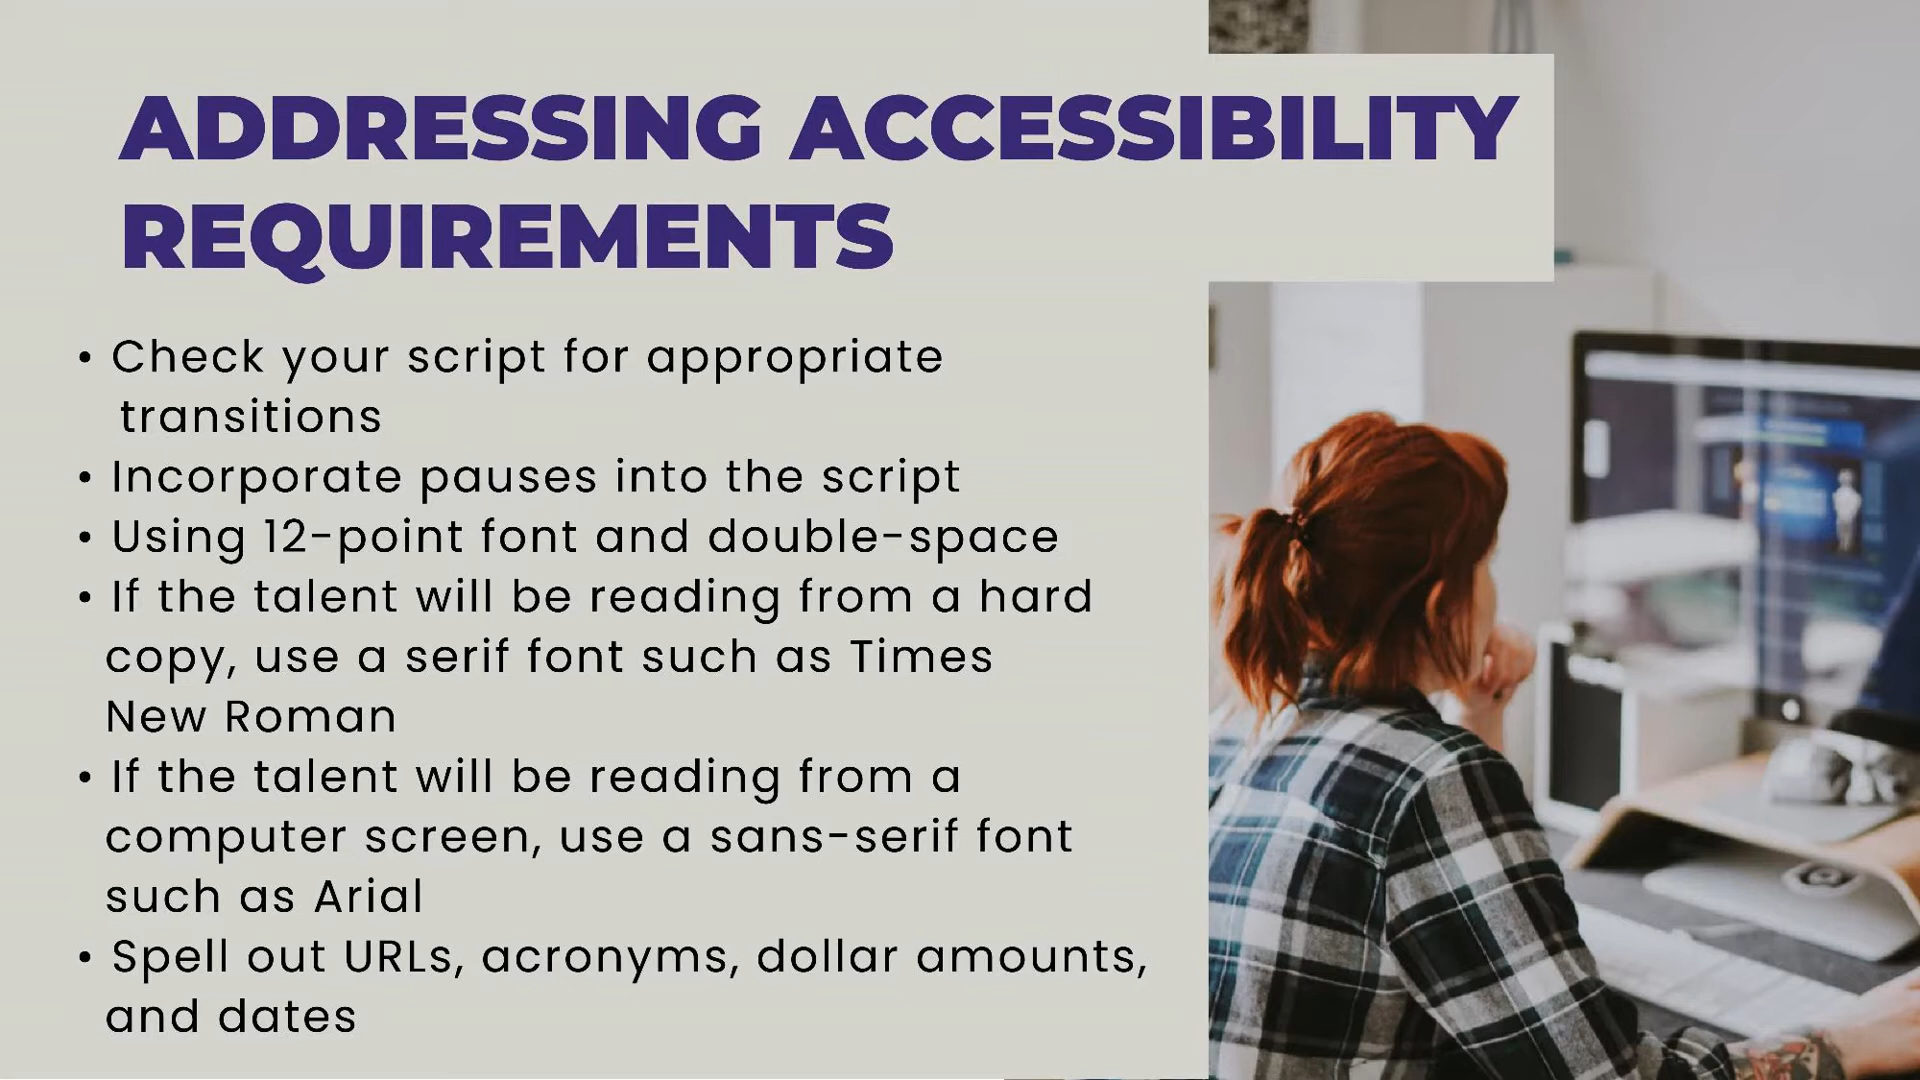 ADDRESSING ACCESSIBILITY
REQUIREMENTS
• Check your script for appropriate
transitions
• Incorporate pauses into the script
• Using 12-point font and double-space
• If the talent will be reading from a hard
copy, use a serif font such as Times
New Roman
• If the talent will be reading from a
computer screen, use a sans-serif font
such as Arial
• Spell out URLs, acronyms, dollar amounts,
and dates